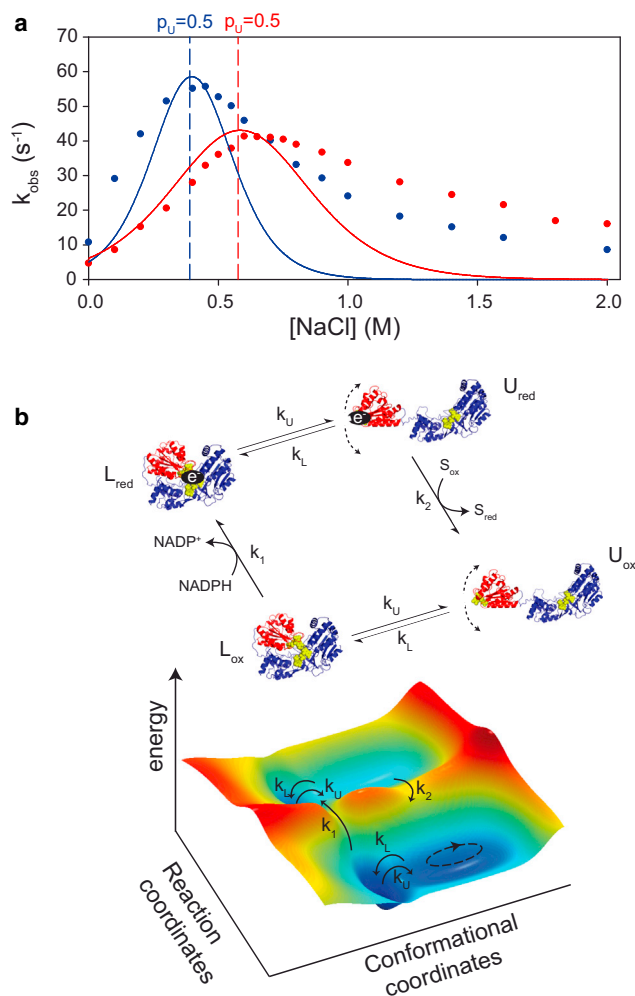 a
p_U=0.5 p_U=0.5
70
60
50
40
30
20
10
0
k_obs (s⁻¹)
0.0 0.5 1.0 1.5 2.0
[NaCl] (M)
b
U_red
e⁻
k_U
k_L
L_red
e⁻
S_ox
k_2
S_red
NADP⁺
k_1
NADPH
U_ox
k_U
k_L
L_ox
energy
k_L k_U k_2
k_1
k_L
k_U
Reaction
coordinates
Conformational
coordinates